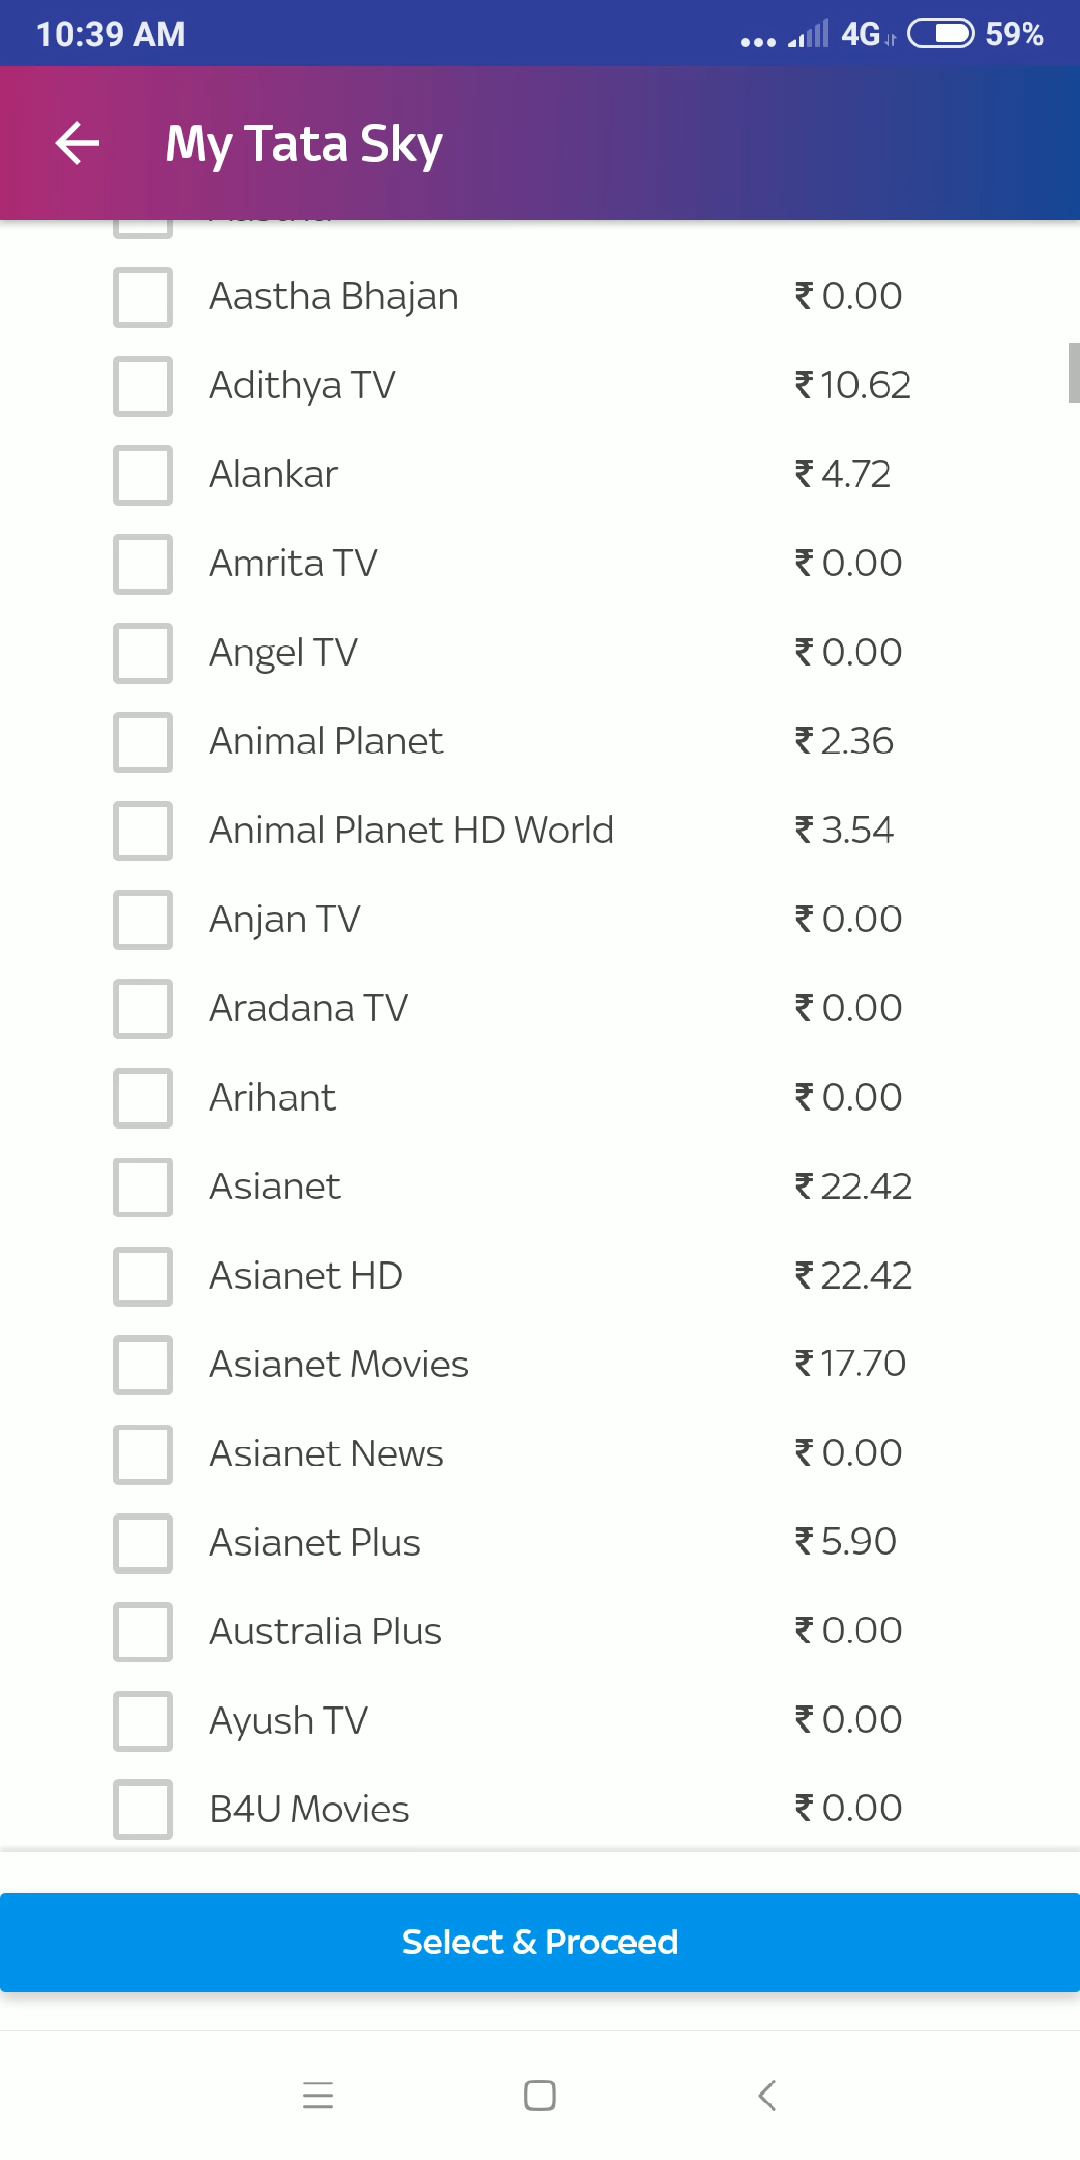 10:39 AM 4G 59%
My Tata Sky
Aastha Bhajan ₹ 0.00
Adithya TV ₹ 10.62
Alankar ₹ 4.72
Amrita TV ₹ 0.00
Angel TV ₹ 0.00
Animal Planet ₹ 2.36
Animal Planet HD World ₹ 3.54
Anjan TV ₹ 0.00
Aradana TV ₹ 0.00
Arihant ₹ 0.00
Asianet ₹ 22.42
Asianet HD ₹ 22.42
Asianet Movies ₹ 17.70
Asianet News ₹ 0.00
Asianet Plus ₹ 5.90
Australia Plus ₹ 0.00
Ayush TV ₹ 0.00
B4U Movies ₹ 0.00
Select & Proceed